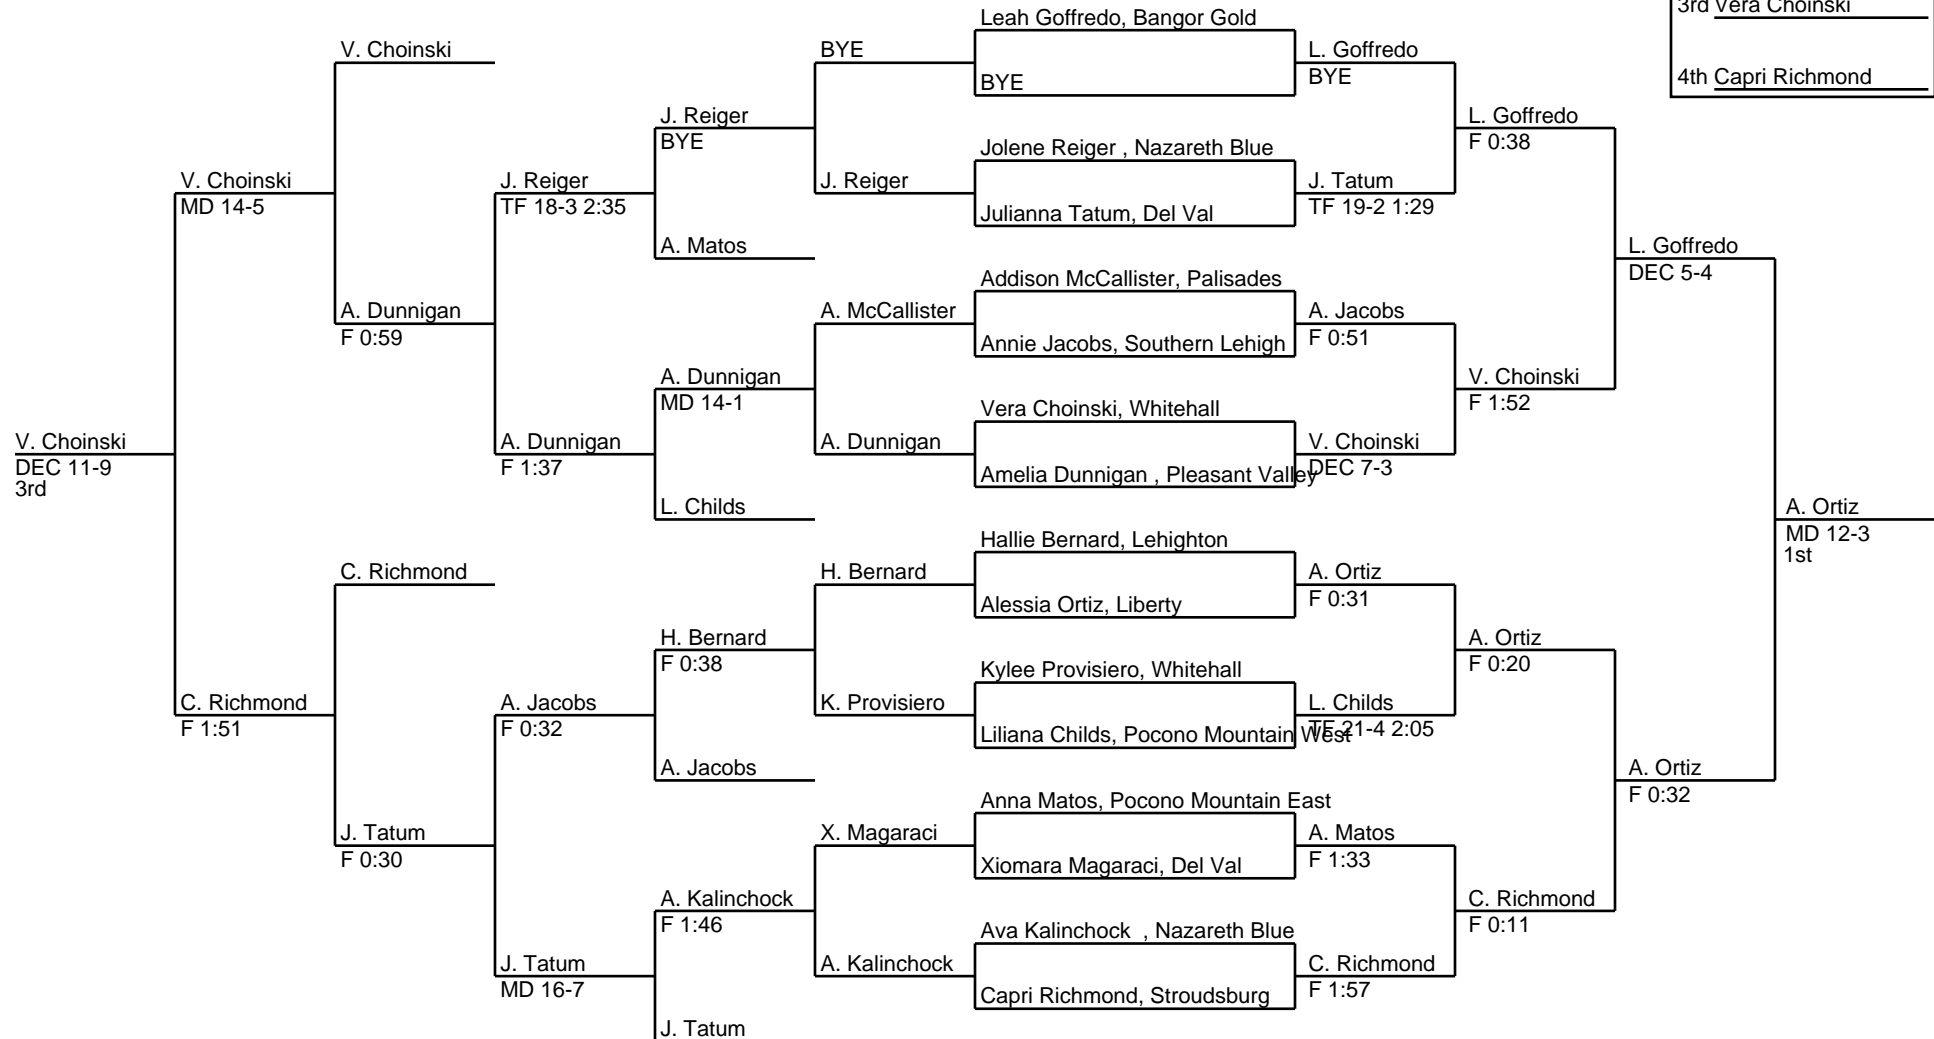 3rd Vera Choinski
4th Capri Richmond
V. Choinski
DEC 11-9
3rd
V. Choinski
MD 14-5
C. Richmond
F 1:51
V. Choinski
A. Dunnigan
F 0:59
C. Richmond
J. Tatum
F 0:30
J. Reiger
TF 18-3 2:35
A. Dunnigan
F 1:37
A. Jacobs
F 0:32
J. Tatum
MD 16-7
J. Reiger
BYE
A. Matos
A. Dunnigan
MD 14-1
L. Childs
H. Bernard
F 0:38
A. Jacobs
A. Kalinchock
F 1:46
J. Tatum
BYE
J. Reiger
A. McCallister
A. Dunnigan
H. Bernard
K. Provisiero
X. Magaraci
A. Kalinchock
Leah Goffredo, Bangor Gold
BYE
Jolene Reiger , Nazareth Blue
Julianna Tatum, Del Val
Addison McCallister, Palisades
Annie Jacobs, Southern Lehigh
Vera Choinski, Whitehall
Amelia Dunnigan , Pleasant Valley
Hallie Bernard, Lehighton
Alessia Ortiz, Liberty
Kylee Provisiero, Whitehall
Liliana Childs, Pocono Mountain West
Anna Matos, Pocono Mountain East
Xiomara Magaraci, Del Val
Ava Kalinchock , Nazareth Blue
Capri Richmond, Stroudsburg
L. Goffredo
BYE
J. Tatum
TF 19-2 1:29
A. Jacobs
F 0:51
V. Choinski
DEC 7-3
A. Ortiz
F 0:31
L. Childs
TF 21-4 2:05
A. Matos
F 1:33
C. Richmond
F 1:57
L. Goffredo
F 0:38
V. Choinski
F 1:52
A. Ortiz
F 0:20
C. Richmond
F 0:11
L. Goffredo
DEC 5-4
A. Ortiz
F 0:32
A. Ortiz
MD 12-3
1st